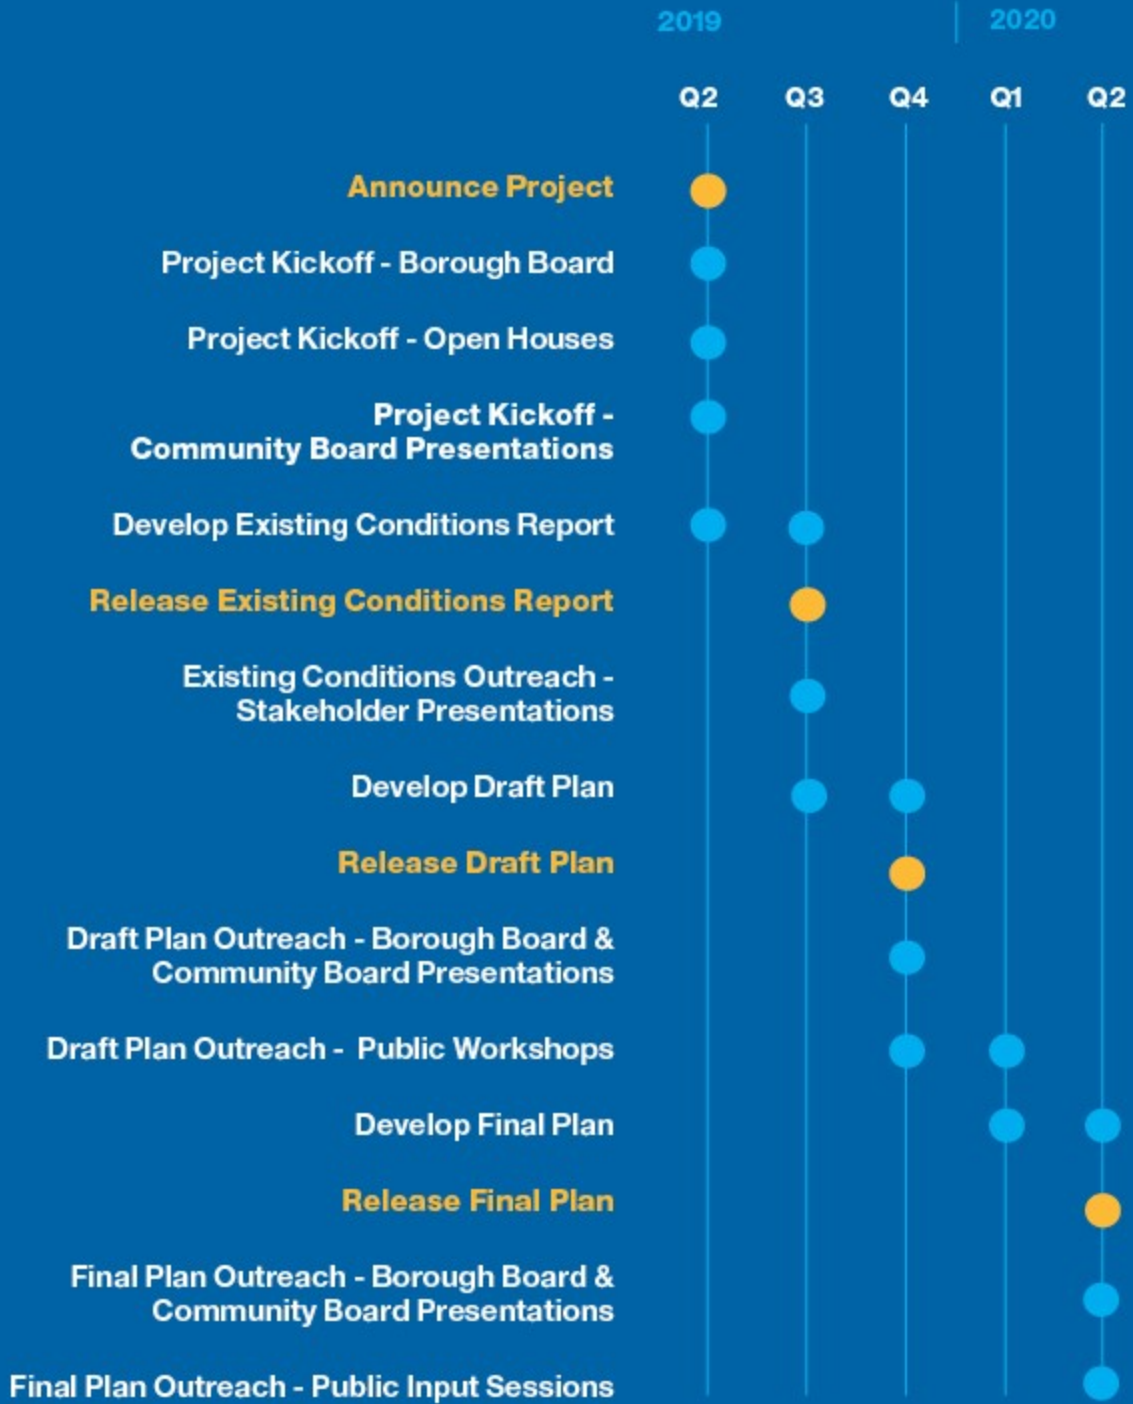 2019
2020
Q2 Q3 Q4 Q1 Q2
Announce Project
Project Kickoff - Borough Board
Project Kickoff - Open Houses
Project Kickoff -
Community Board Presentations
Develop Existing Conditions Report
Release Existing Conditions Report
Existing Conditions Outreach -
Stakeholder Presentations
Develop Draft Plan
Release Draft Plan
Draft Plan Outreach - Borough Board &
Community Board Presentations
Draft Plan Outreach - Public Workshops
Develop Final Plan
Release Final Plan
Final Plan Outreach - Borough Board &
Community Board Presentations
Final Plan Outreach - Public Input Sessions